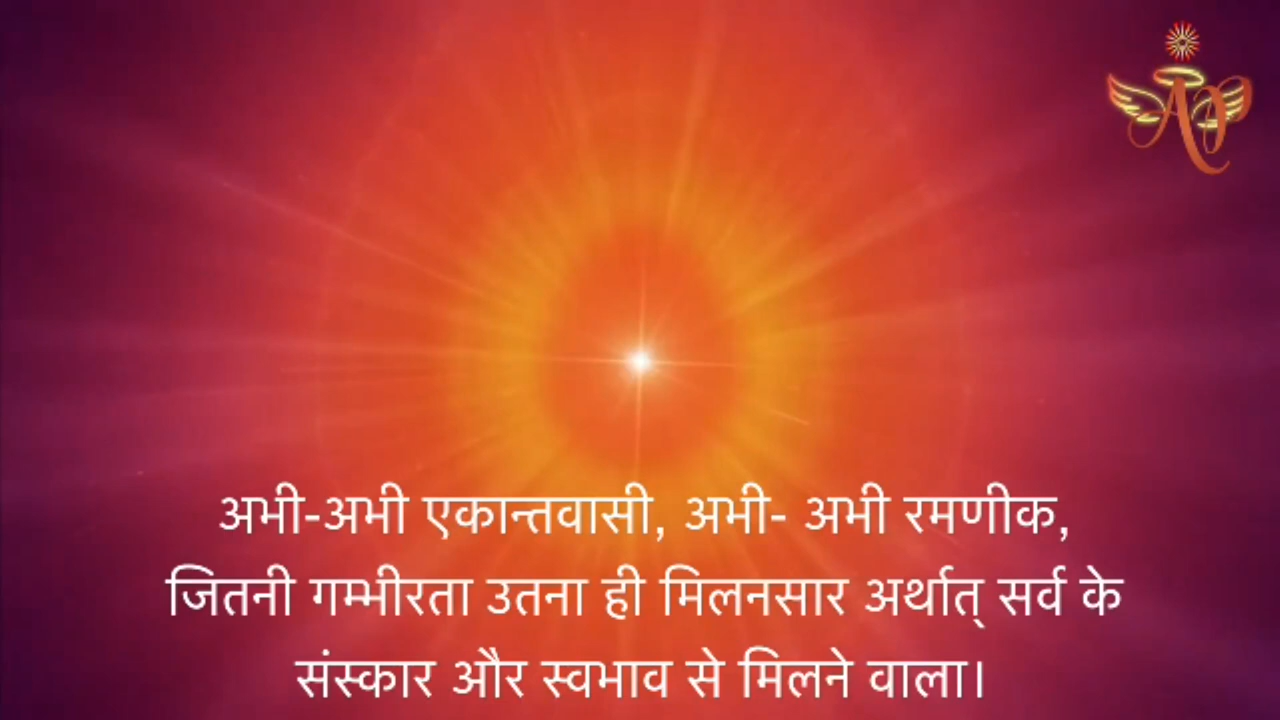 अभी-अभी एकान्तवासी, अभी- अभी रमणीक,
जितनी गम्भीरता उतना ही मिलनसार अर्थात् सर्व के
संस्कार और स्वभाव से मिलने वाला।